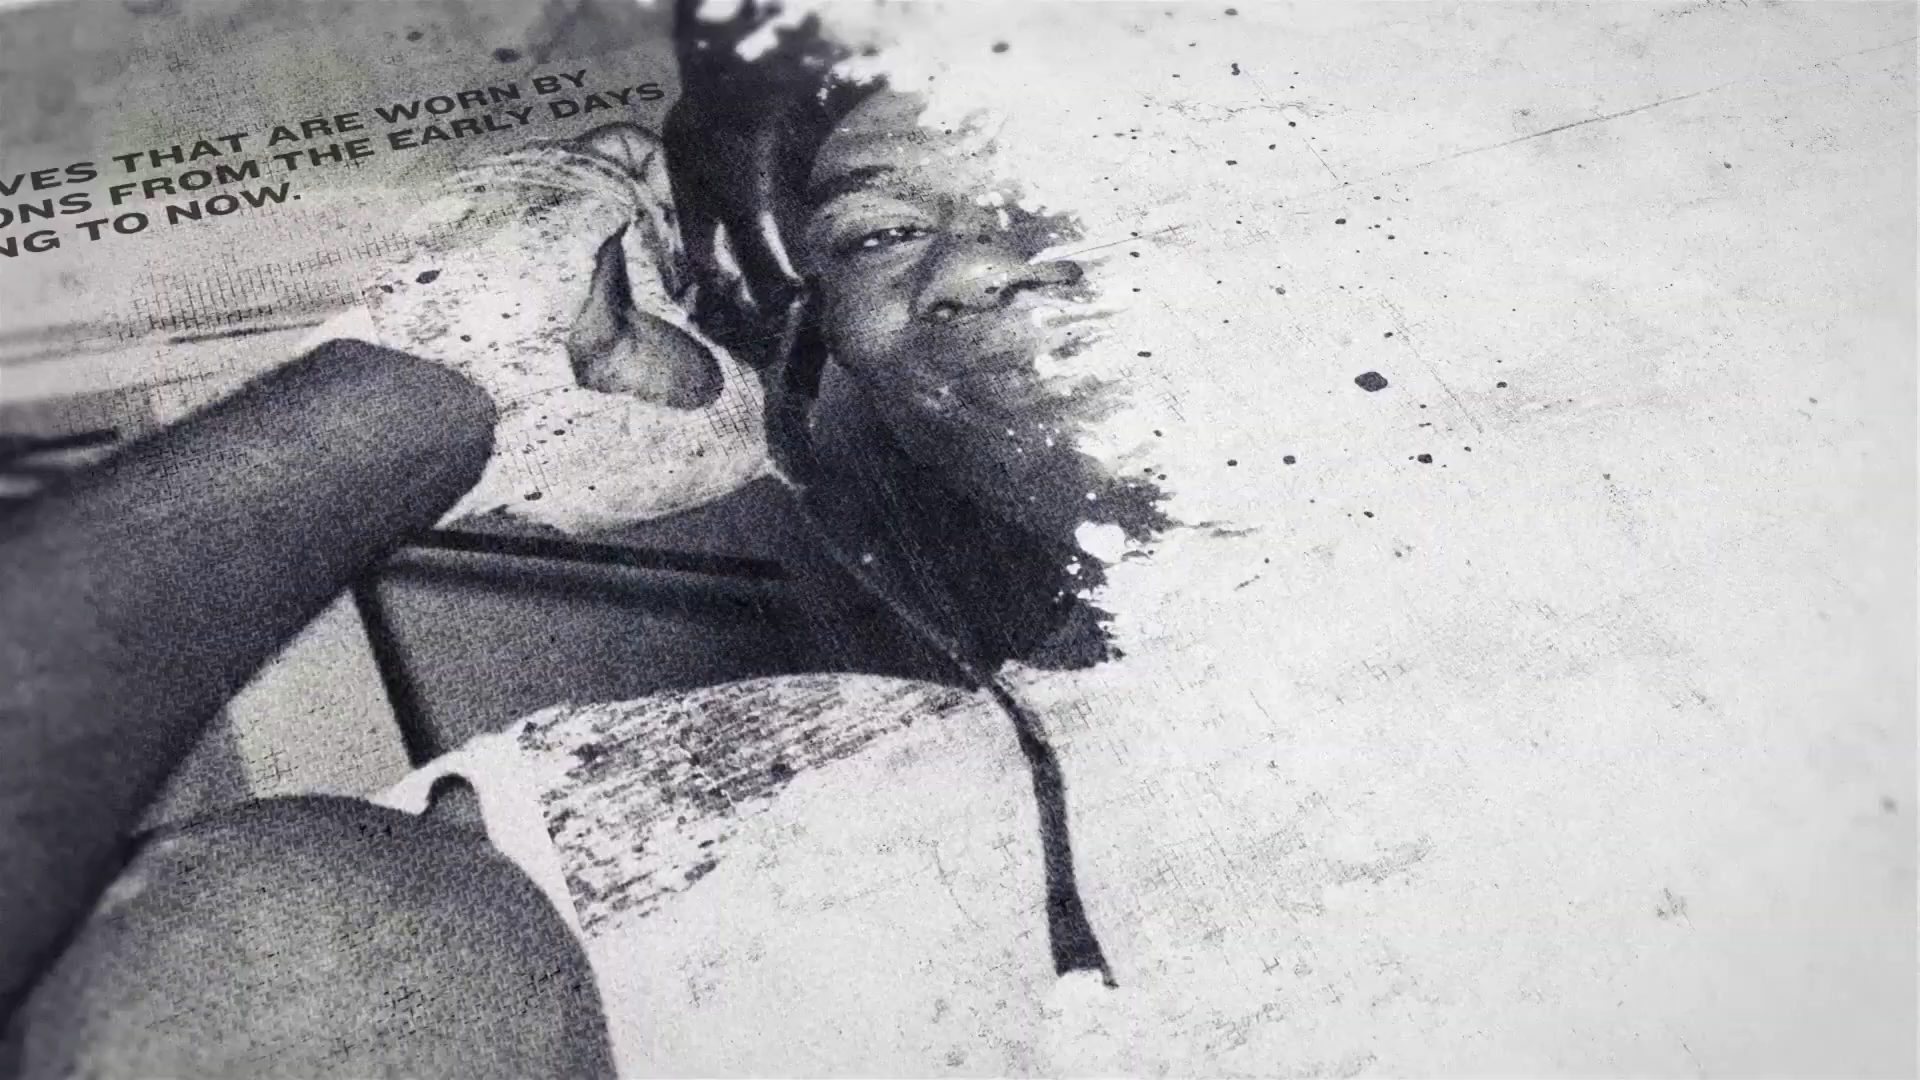 VES THAT ARE WORN BY
ONS FROM THE EARLY DAYS
NG TO NOW.